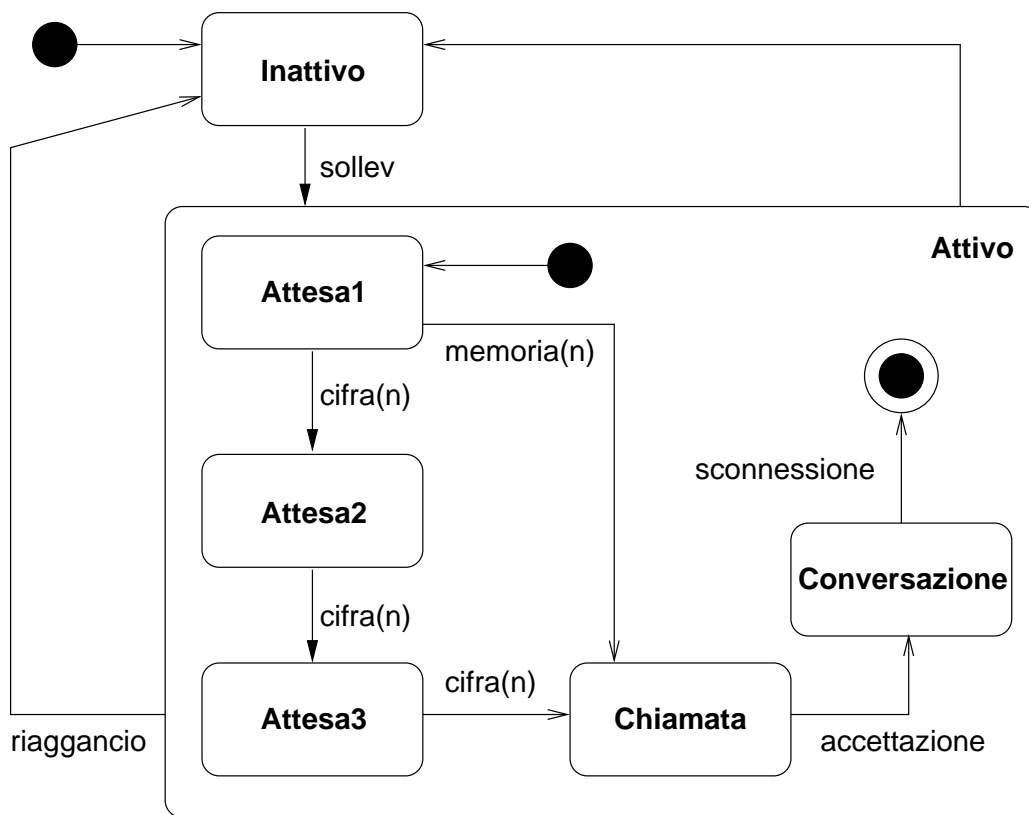 Inattivo
sollev
Attivo
Attesa1
memoria(n)
cifra(n)
sconnessione
Attesa2
Conversazione
cifra(n)
cifra(n)
Attesa3
Chiamata
riaggancio
accettazione